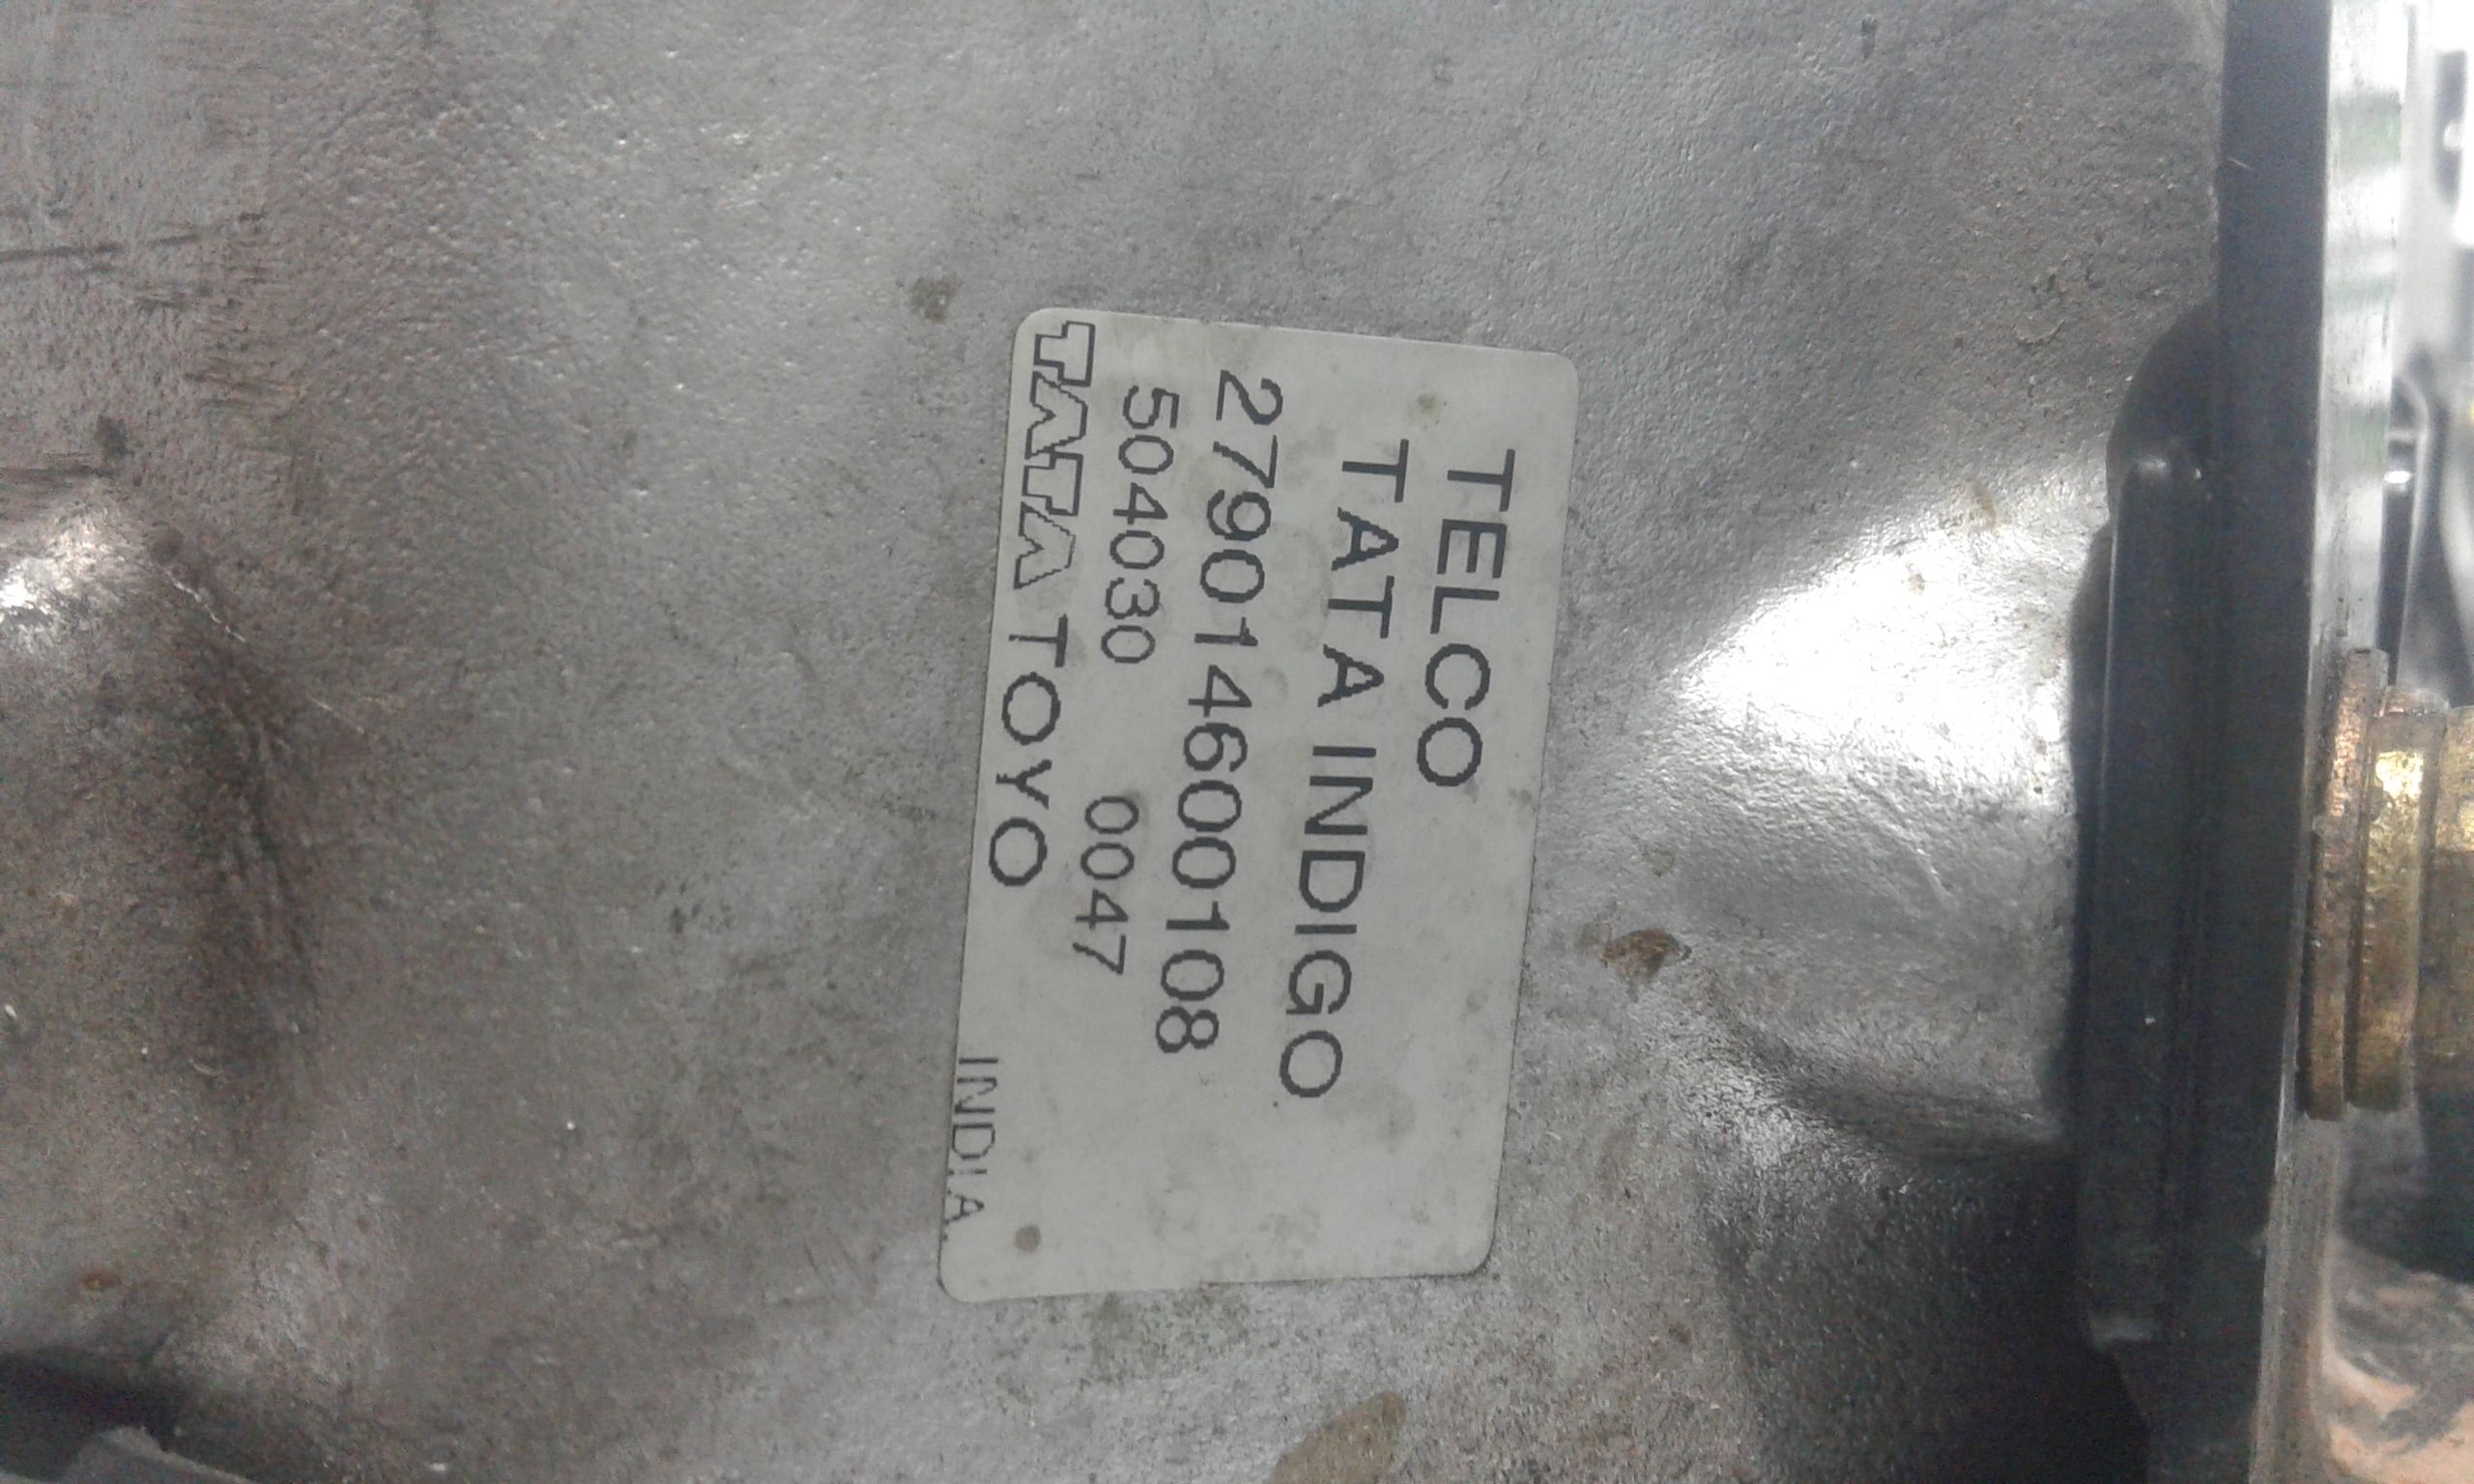 TELCO
TATA INDIGO
279014600108
504030 0047
TATA TOYO
INDIA